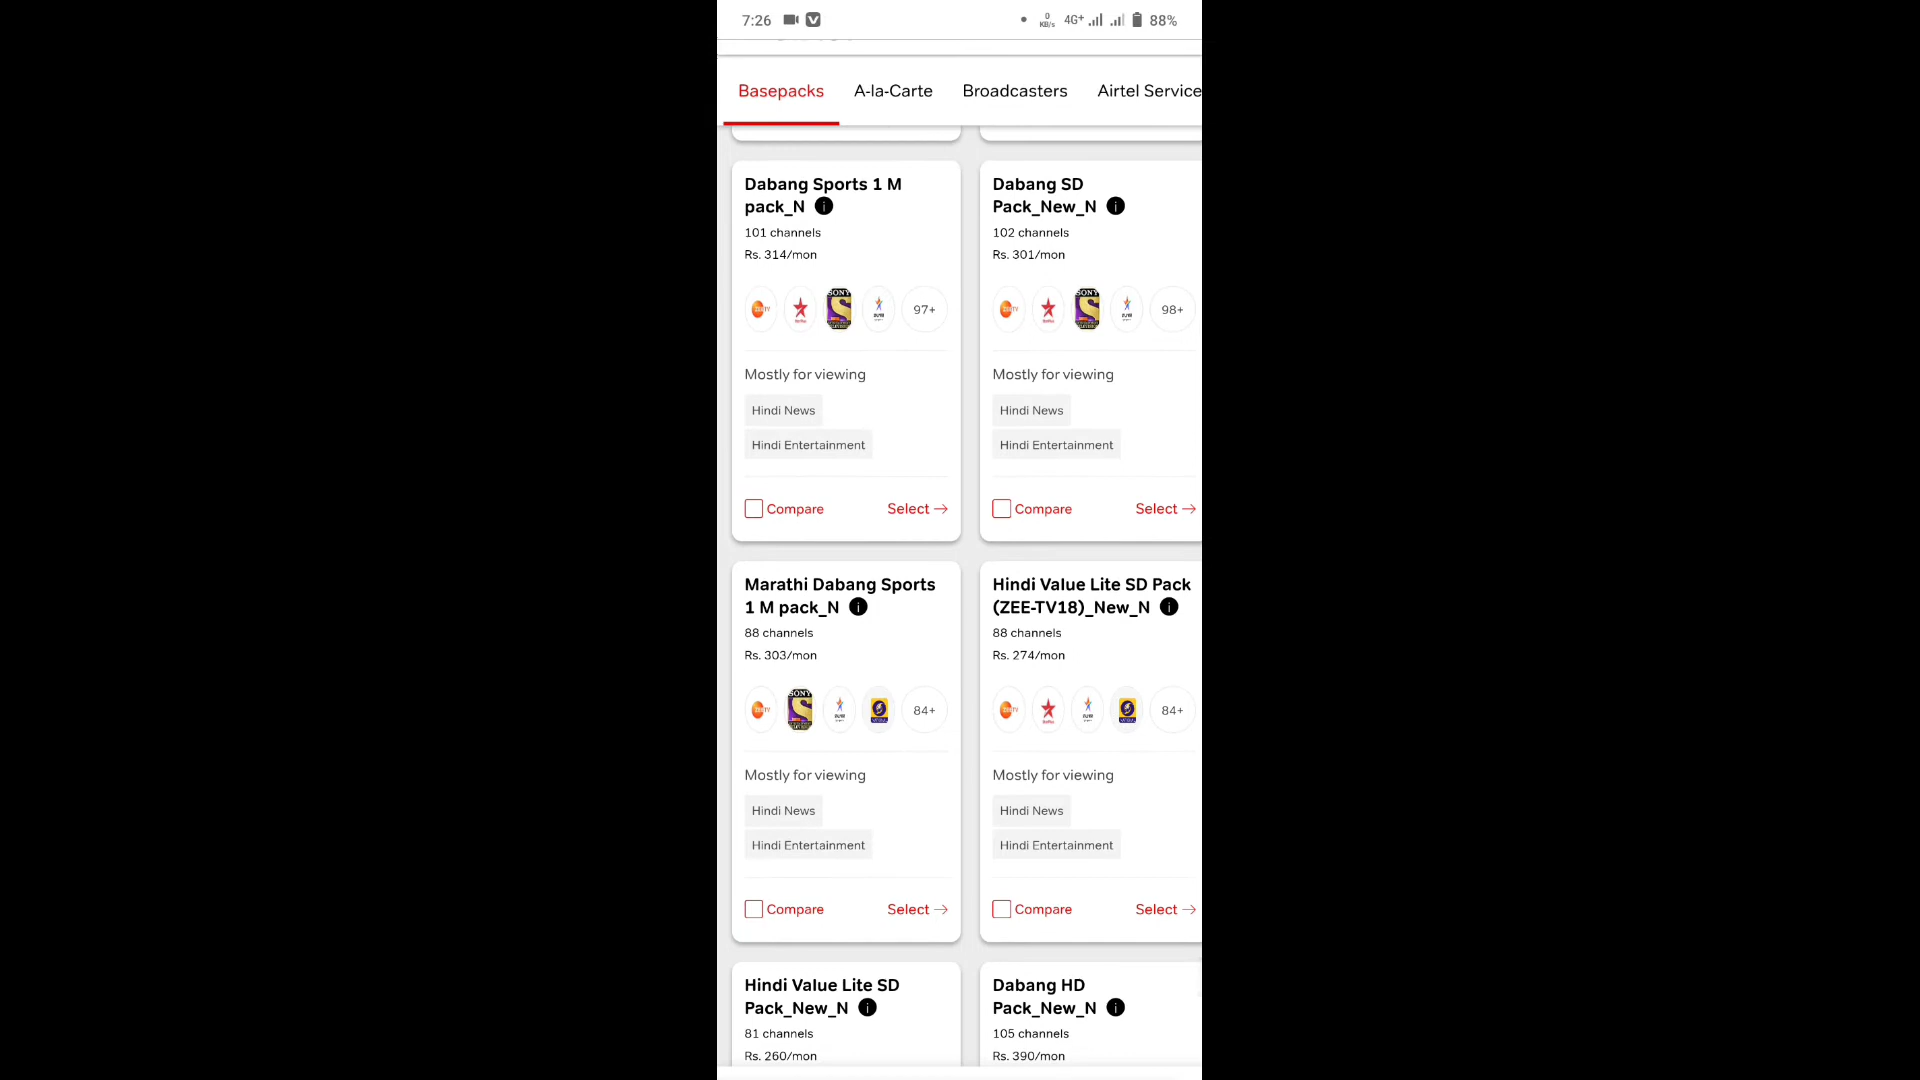 7:26
0
KB/s
4G+
88%
Basepacks
A-la-Carte
Broadcasters
Airtel Service
Dabang Sports 1 M
pack_N
101 channels
Rs. 314/mon
SONY
97+
Mostly for viewing
Hindi News
Hindi Entertainment
Compare
Select
Dabang SD
Pack_New_N
102 channels
Rs. 301/mon
SONY
98+
Mostly for viewing
Hindi News
Hindi Entertainment
Compare
Select
Marathi Dabang Sports
1 M pack_N
88 channels
Rs. 303/mon
SONY
84+
Mostly for viewing
Hindi News
Hindi Entertainment
Compare
Select
Hindi Value Lite SD Pack
(ZEE-TV18)_New_N
88 channels
Rs. 274/mon
84+
Mostly for viewing
Hindi News
Hindi Entertainment
Compare
Select
Hindi Value Lite SD
Pack_New_N
81 channels
Rs. 260/mon
Dabang HD
Pack_New_N
105 channels
Rs. 390/mon